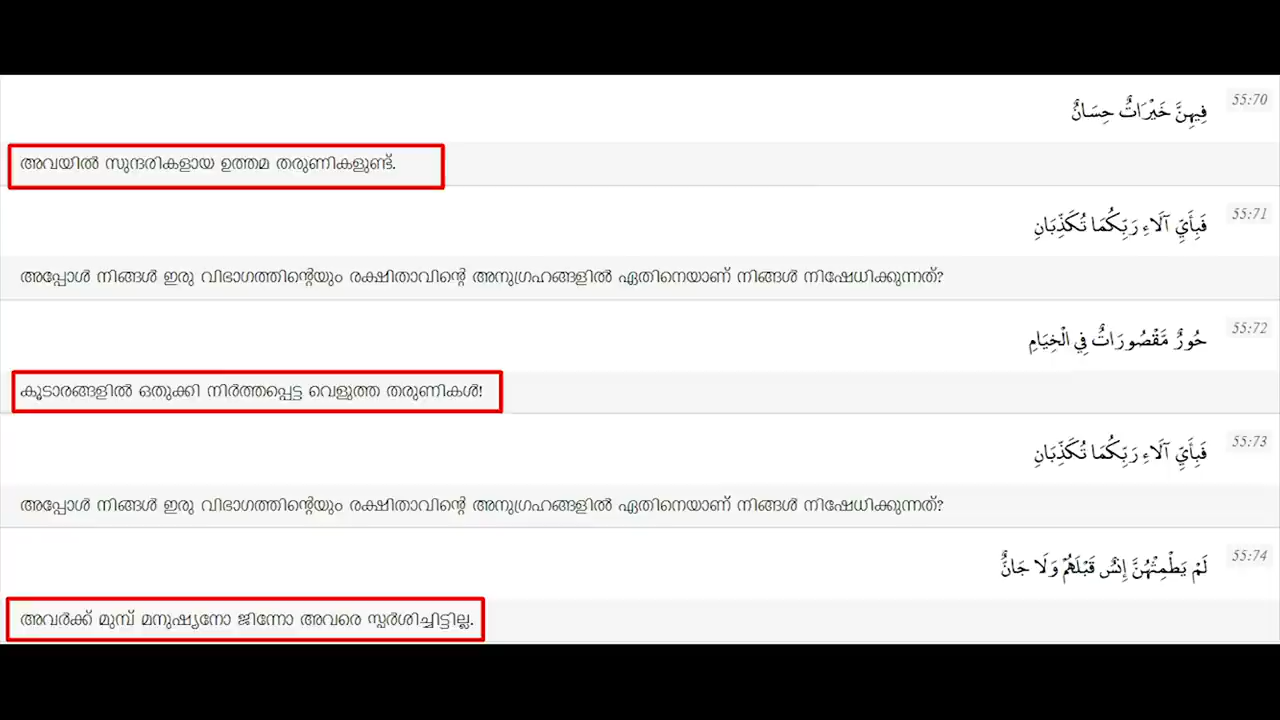 55:70
فِيهِنَّ خَيْرَاتٌ حِسَانٌ
അവയിൽ സുന്ദരികളായ ഉത്തമ തരുണികളുണ്ട്.
55:71
فَبِأَيِّ آلَاءِ رَبِّكُمَا تُكَذِّبَانِ
അപ്പോൾ നിങ്ങൾ ഇരു വിഭാഗത്തിന്റെയും രക്ഷിതാവിന്റെ അനുഗ്രഹങ്ങളിൽ ഏതിനെയാണ് നിങ്ങൾ നിഷേധിക്കുന്നത്?
55:72
حُورٌ مَّقْصُورَاتٌ فِي الْخِيَامِ
കൂടാരങ്ങളിൽ ഒതുക്കി നിർത്തപ്പെട്ട വെളുത്ത തരുണികൾ!
55:73
فَبِأَيِّ آلَاءِ رَبِّكُمَا تُكَذِّبَانِ
അപ്പോൾ നിങ്ങൾ ഇരു വിഭാഗത്തിന്റെയും രക്ഷിതാവിന്റെ അനുഗ്രഹങ്ങളിൽ ഏതിനെയാണ് നിങ്ങൾ നിഷേധിക്കുന്നത്?
55:74
لَمْ يَطْمِثْهُنَّ إِنسٌ قَبْلَهُمْ وَلَا جَانٌّ
അവർക്ക് മുമ്പ് മനുഷ്യനോ ജിന്നോ അവരെ സ്പർശിച്ചിട്ടില്ല.